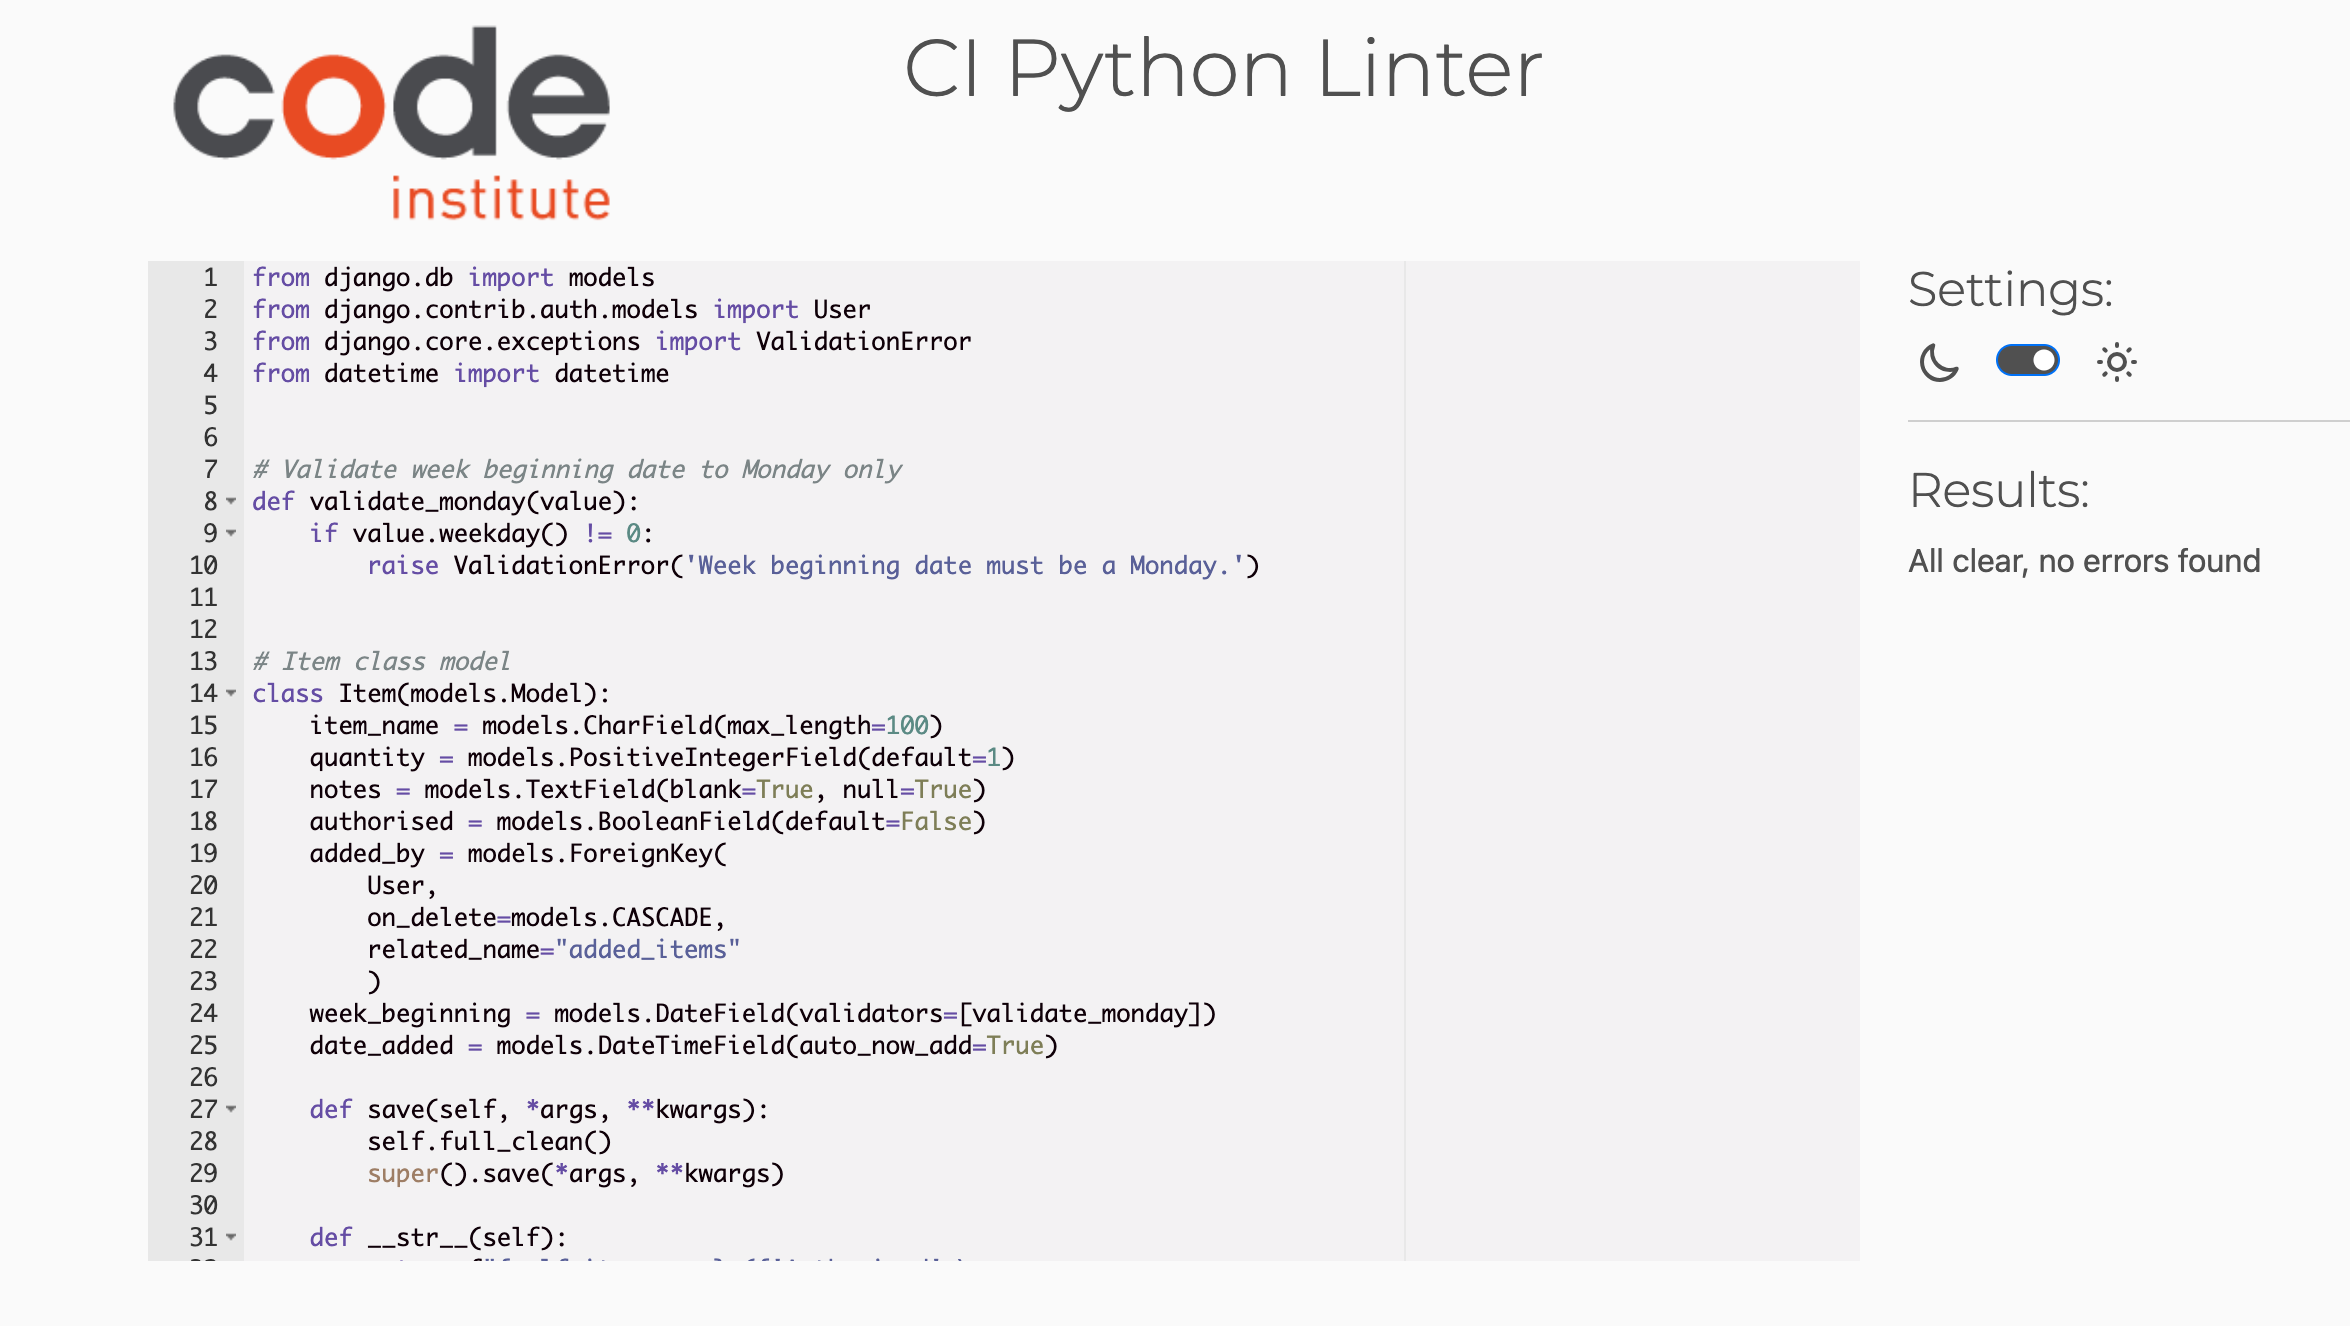 code
institute
CI Python Linter
1 from django.db import models
2 from django.contrib.auth.models import User
3 from django.core.exceptions import ValidationError
4 from datetime import datetime
5
6
7 # Validate week beginning date to Monday only
8 def validate_monday(value):
9     if value.weekday() != 0:
10         raise ValidationError('Week beginning date must be a Monday.')
11
12
13 # Item class model
14 class Item(models.Model):
15     item_name = models.CharField(max_length=100)
16     quantity = models.PositiveIntegerField(default=1)
17     notes = models.TextField(blank=True, null=True)
18     authorised = models.BooleanField(default=False)
19     added_by = models.ForeignKey(
20         User,
21         on_delete=models.CASCADE,
22         related_name="added_items"
23         )
24     week_beginning = models.DateField(validators=[validate_monday])
25     date_added = models.DateTimeField(auto_now_add=True)
26
27     def save(self, *args, **kwargs):
28         self.full_clean()
29         super().save(*args, **kwargs)
30
31     def __str__(self):
Settings:
Results:
All clear, no errors found